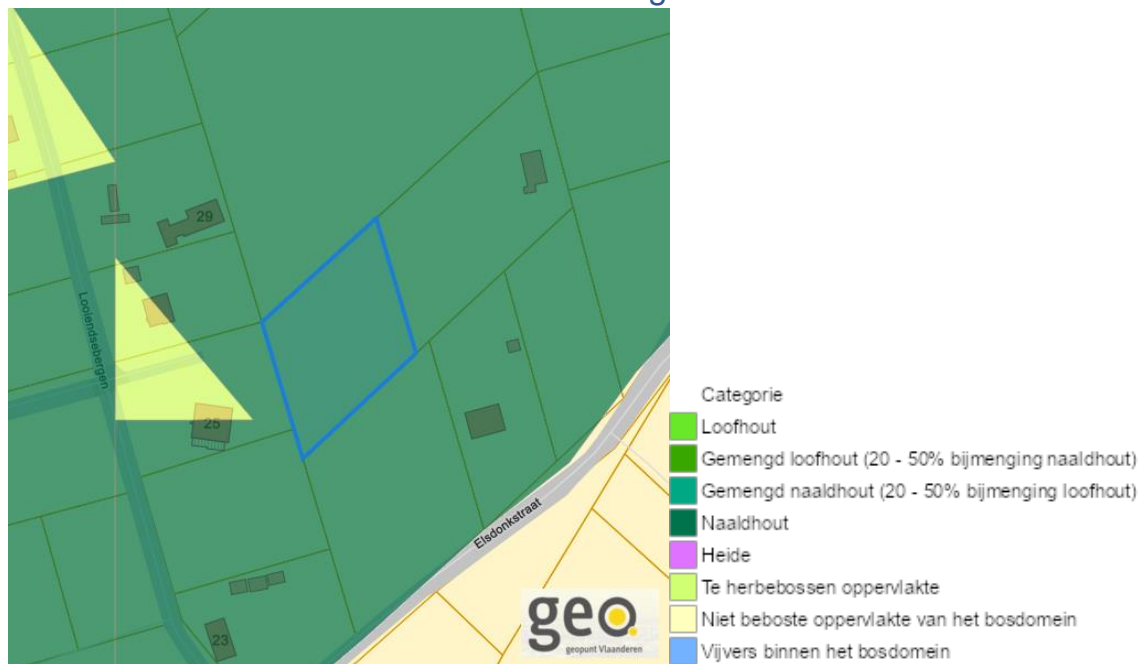 29
Looiendsebergen
25
Elsdonkstraat
23
geo.
geopunt Vlaanderen
Categorie
Loofhout
Gemengd loofhout (20 - 50% bijmenging naaldhout)
Gemengd naaldhout (20 - 50% bijmenging loofhout)
Naaldhout
Heide
Te herbebossen oppervlakte
Niet beboste oppervlakte van het bosdomein
Vijvers binnen het bosdomein